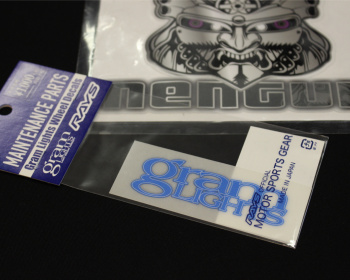 MENGU
MAINTENANCE PARTS
Gram Lights Wheel Decals
gram
LIGHTS
RAYS
gram
LIGHTS
RAYS OFFICIAL
MOTOR SPORTS GEAR
MADE IN JAPAN